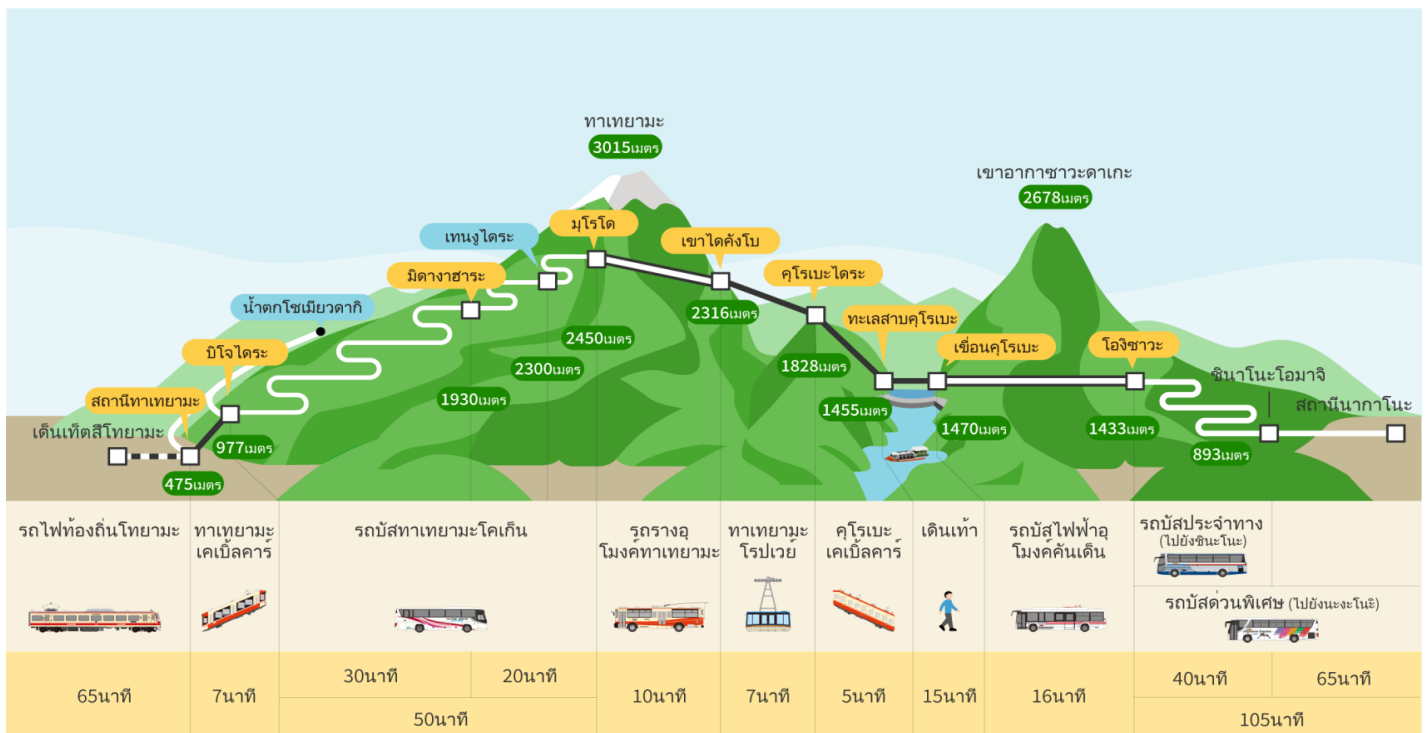 ทาเทยามะ
3015เมตร
เขาอากาซาวะดาเกะ
2678เมตร
มุโรโด
เทนงูไดระ
เขาไดคังโบ
มิดางาฮาระ
คุโรเบะไดระ
น้ำตกโชเมียวดากิ
2316เมตร
ทะเลสาบคุโรเบะ
2450เมตร
เขื่อนคุโรเบะ
โองิซาวะ
บิโจไดระ
2300เมตร
1828เมตร
ชินาโนะโอมาจิ
สถานีทาเทยามะ
1930เมตร
1455เมตร
สถานีนากาโนะ
เด็นเท็ตสึโทยามะ
977เมตร
1470เมตร
1433เมตร
893เมตร
475เมตร
รถไฟท้องถิ่นโทยามะ
ทาเทยามะ
เคเบิ้ลคาร์
รถบัสทาเทยามะโคเก็น
รถรางอุ
โมงค์ทาเทยามะ
ทาเทยามะ
โรปเวย์
คุโรเบะ
เคเบิ้ลคาร์
เดินเท้า
รถบัสไฟฟ้าอุ
โมงค์คันเด็น
รถบัสประจำทาง
(ไปยังชินะโนะ)
รถบัสด่วนพิเศษ (ไปยังนะงะโนะ)
65นาที
7นาที
30นาที
20นาที
50นาที
10นาที
7นาที
5นาที
15นาที
16นาที
40นาที
65นาที
105นาที